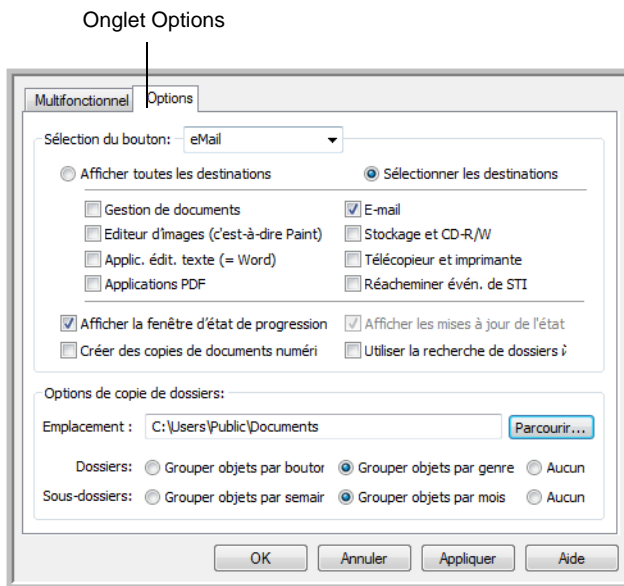 Onglet Options
Multifonctionnel Options
Sélection du bouton: eMail
Afficher toutes les destinations Sélectionner les destinations
Gestion de documents E-mail
Editeur d'images (c'est-à-dire Paint) Stockage et CD-R/W
Applic. édit. texte (= Word) Télécopieur et imprimante
Applications PDF Réacheminer évén. de STI
Afficher la fenêtre d'état de progression Afficher les mises à jour de l'état
Créer des copies de documents numéri Utiliser la recherche de dossiers
Options de copie de dossiers:
Emplacement : C:\Users\Public\Documents Parcourir...
Dossiers: Grouper objets par boutor Grouper objets par genre Aucun
Sous-dossiers: Grouper objets par semair Grouper objets par mois Aucun
OK Annuler Appliquer Aide